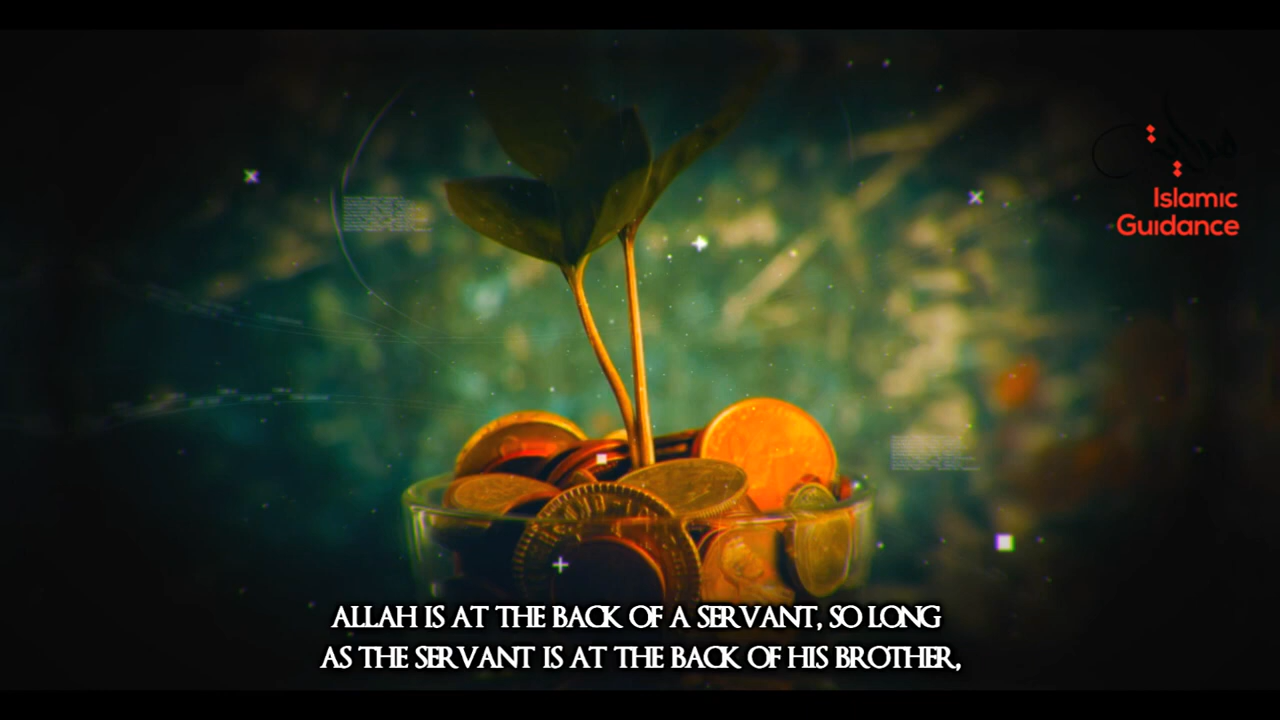 Islamic
Guidance
ALLAH IS AT THE BACK OF A SERVANT, SO LONG
AS THE SERVANT IS AT THE BACK OF HIS BROTHER,